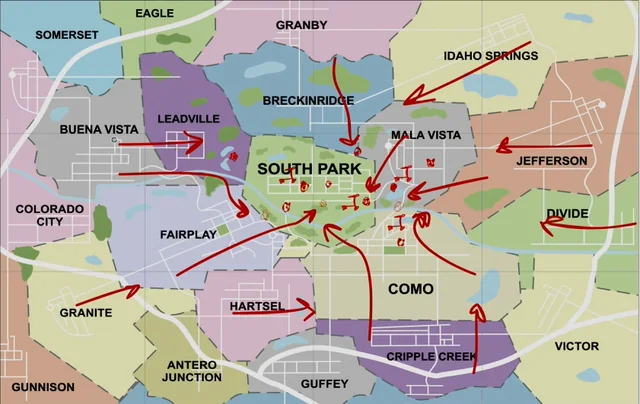 EAGLE
GRANBY
SOMERSET
IDAHO SPRINGS
BRECKINRIDGE
LEADVILLE
BUENA VISTA
MALA VISTA
JEFFERSON
SOUTH PARK
COLORADO
CITY
DIVIDE
FAIRPLAY
COMO
HARTSEL
GRANITE
VICTOR
CRIPPLE CREEK
ANTERO
JUNCTION
GUFFEY
GUNNISON